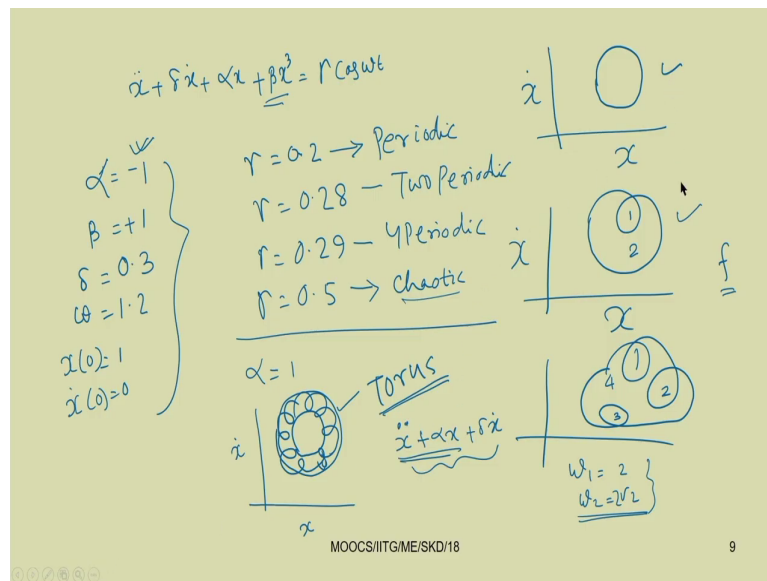 ẍ + δẋ + αx + βx³ = r cos ωt
α = -1
β = +1
δ = 0.3
ω = 1.2
x(0) = 1
ẋ(0) = 0
r = 0.2 → Periodic
r = 0.28 - Two Periodic
r = 0.29 - 4 Periodic
r = 0.5 → Chaotic
α = 1
Torus
ẋ
x
ẍ + αx + δẋ
ẋ
x
ẋ
1
2
x
f
1
4
2
3
ω₁ = 2
ω₂ = 2√2
MOOCS/IITG/ME/SKD/18
9